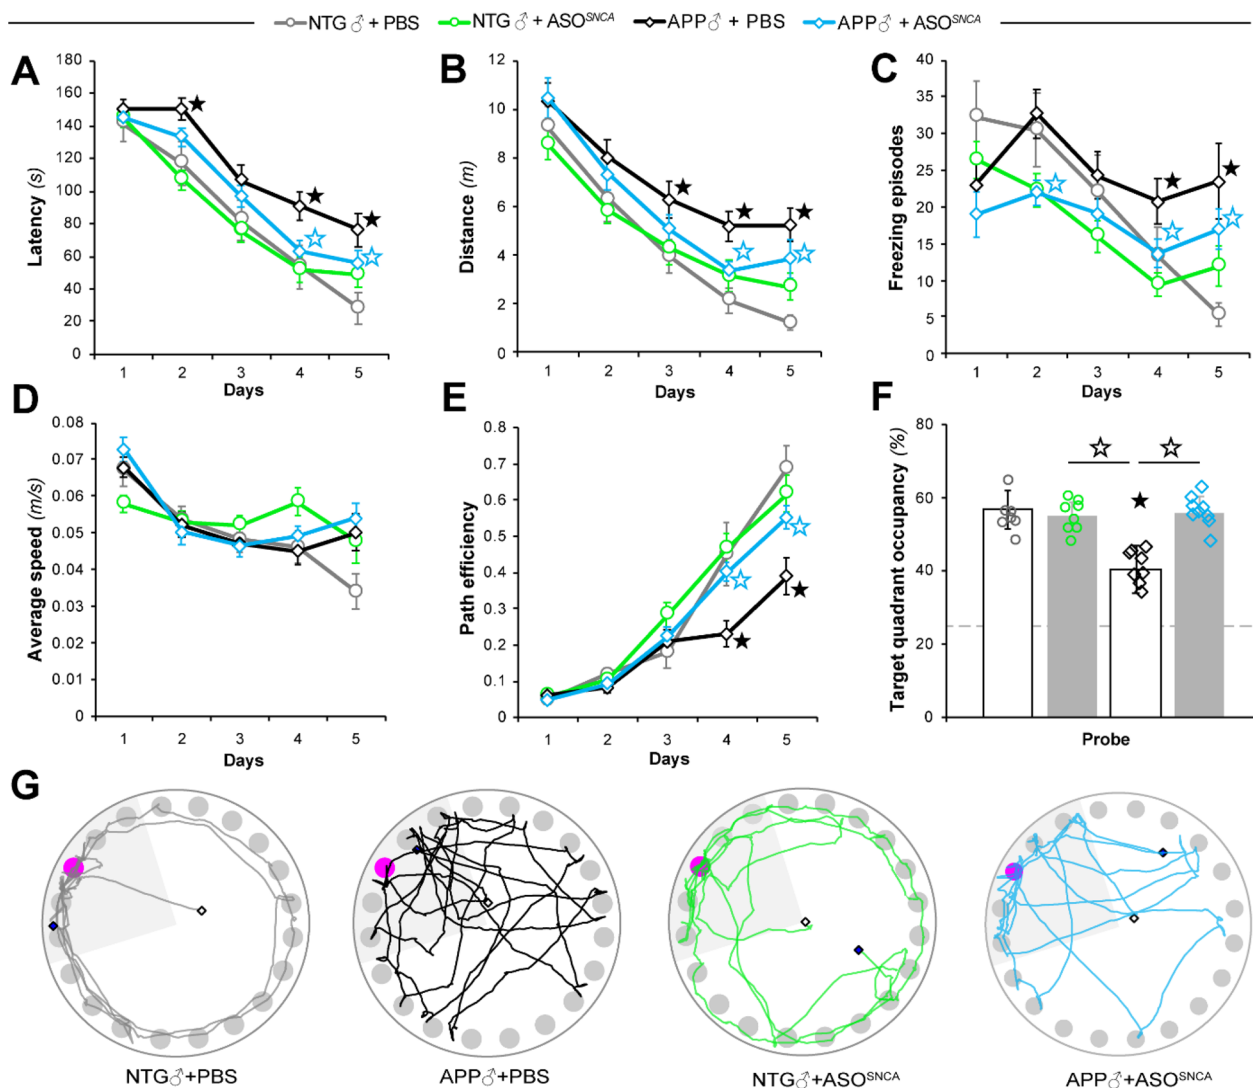 NTG♂ + PBS NTG♂ + ASO^SNCA APP♂ + PBS APP♂ + ASO^SNCA
A
Latency (s)
180
160
140
120
100
80
60
40
20
0
1 2 3 4 5
Days
B
Distance (m)
12
10
8
6
4
2
0
1 2 3 4 5
Days
C
Freezing episodes
40
35
30
25
20
15
10
5
0
1 2 3 4 5
Days
D
Average speed (m/s)
0.08
0.07
0.06
0.05
0.04
0.03
0.02
0.01
0
1 2 3 4 5
Days
E
Path efficiency
0.8
0.7
0.6
0.5
0.4
0.3
0.2
0.1
0
1 2 3 4 5
Days
F
Target quadrant occupancy (%)
80
60
40
20
0
Probe
G
NTG♂+PBS APP♂+PBS NTG♂+ASO^SNCA APP♂+ASO^SNCA